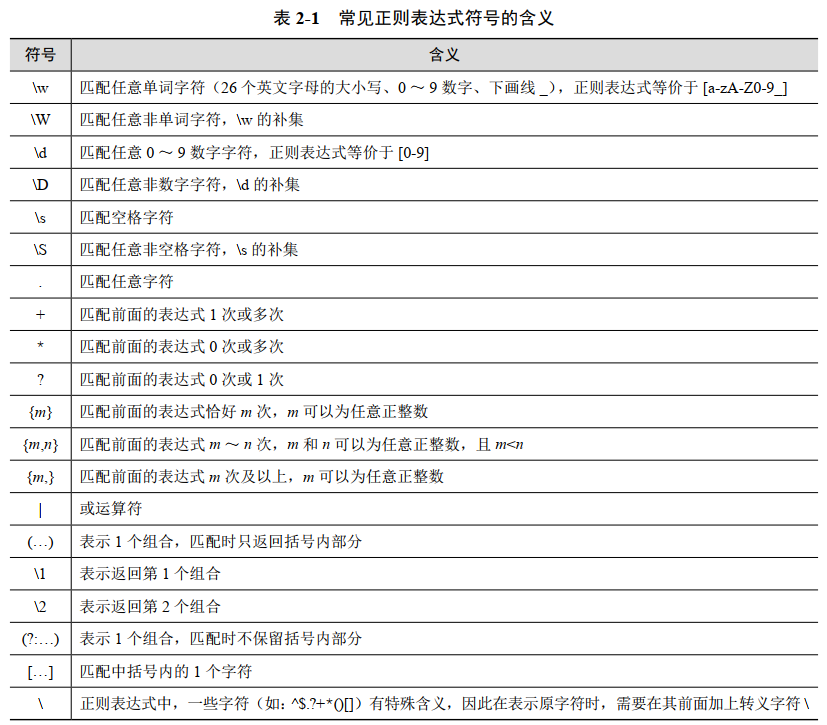 表 2-1 常见正则表达式符号的含义
符号 含义
\w 匹配任意单词字符（26 个英文字母的大小写、0 ～ 9 数字、下画线 _），正则表达式等价于 [a-zA-Z0-9_]
\W 匹配任意非单词字符，\w 的补集
\d 匹配任意 0 ～ 9 数字字符，正则表达式等价于 [0-9]
\D 匹配任意非数字字符，\d 的补集
\s 匹配空格字符
\S 匹配任意非空格字符，\s 的补集
. 匹配任意字符
+ 匹配前面的表达式 1 次或多次
* 匹配前面的表达式 0 次或多次
? 匹配前面的表达式 0 次或 1 次
{m} 匹配前面的表达式恰好 m 次，m 可以为任意正整数
{m,n} 匹配前面的表达式 m ～ n 次，m 和 n 可以为任意正整数，且 m<n
{m,} 匹配前面的表达式 m 次及以上，m 可以为任意正整数
| 或运算符
(…) 表示 1 个组合，匹配时只返回括号内部分
\1 表示返回第 1 个组合
\2 表示返回第 2 个组合
(?:…) 表示 1 个组合，匹配时不保留括号内部分
[…] 匹配中括号内的 1 个字符
\ 正则表达式中，一些字符（如：^$.?+*()[]）有特殊含义，因此在表示原字符时，需要在其前面加上转义字符 \